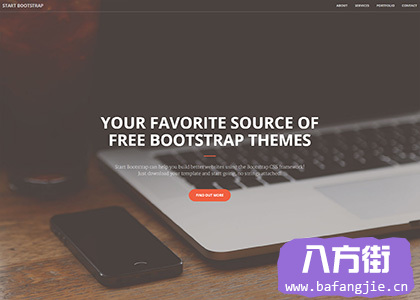 START BOOTSTRAP
ABOUT SERVICES PORTFOLIO CONTACT
YOUR FAVORITE SOURCE OF
FREE BOOTSTRAP THEMES
Start Bootstrap can help you build better websites using the Bootstrap CSS framework!
Just download your template and start going, no strings attached!
FIND OUT MORE
八方街
www.bafangjie.cn